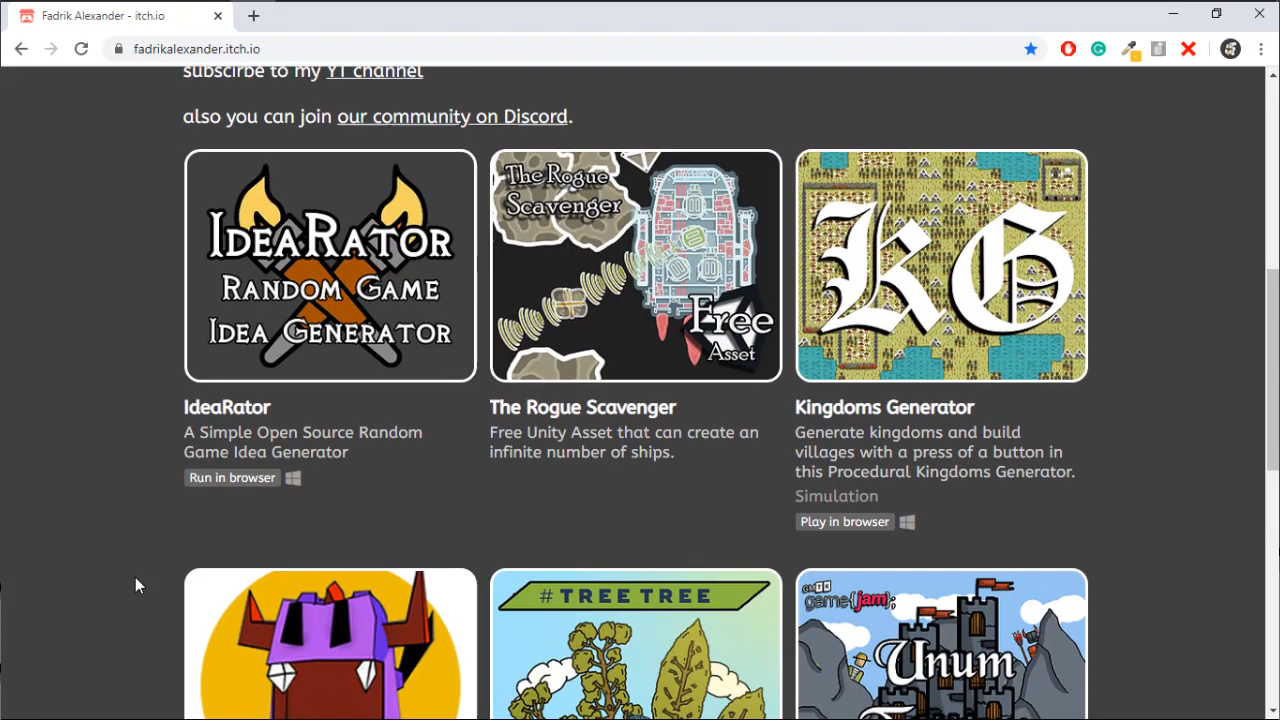 Fadrik Alexander - itch.io
fadrikalexander.itch.io
subscirbe to my YT channel
also you can join our community on Discord.
IDEARATOR
RANDOM GAME
IDEA GENERATOR
The Rogue
Scavenger
Free
Asset
KG
IdeaRator
A Simple Open Source Random
Game Idea Generator
Run in browser
The Rogue Scavenger
Free Unity Asset that can create an
infinite number of ships.
Kingdoms Generator
Generate kingdoms and build
villages with a press of a button in
this Procedural Kingdoms Generator.
Simulation
Play in browser
# TREE TREE
GMTK
game{jam};
Unum